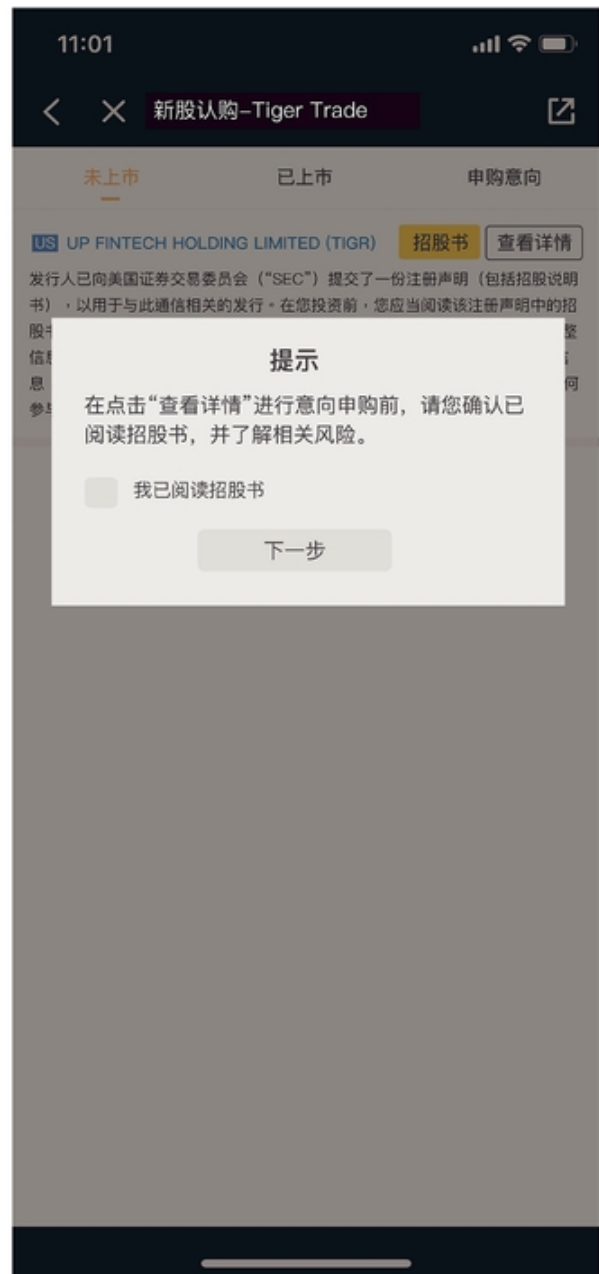 11:01
新股认购–Tiger Trade
未上市
已上市
申购意向
US UP FINTECH HOLDING LIMITED (TIGR) 招股书 查看详情
发行人已向美国证券交易委员会（“SEC”）提交了一份注册声明（包括招股说明
书），以用于与此通信相关的发行。在您投资前，您应当阅读该注册声明中的招
股
信息
息
何
提示
在点击“查看详情”进行意向申购前，请您确认已
阅读招股书，并了解相关风险。
我已阅读招股书
下一步